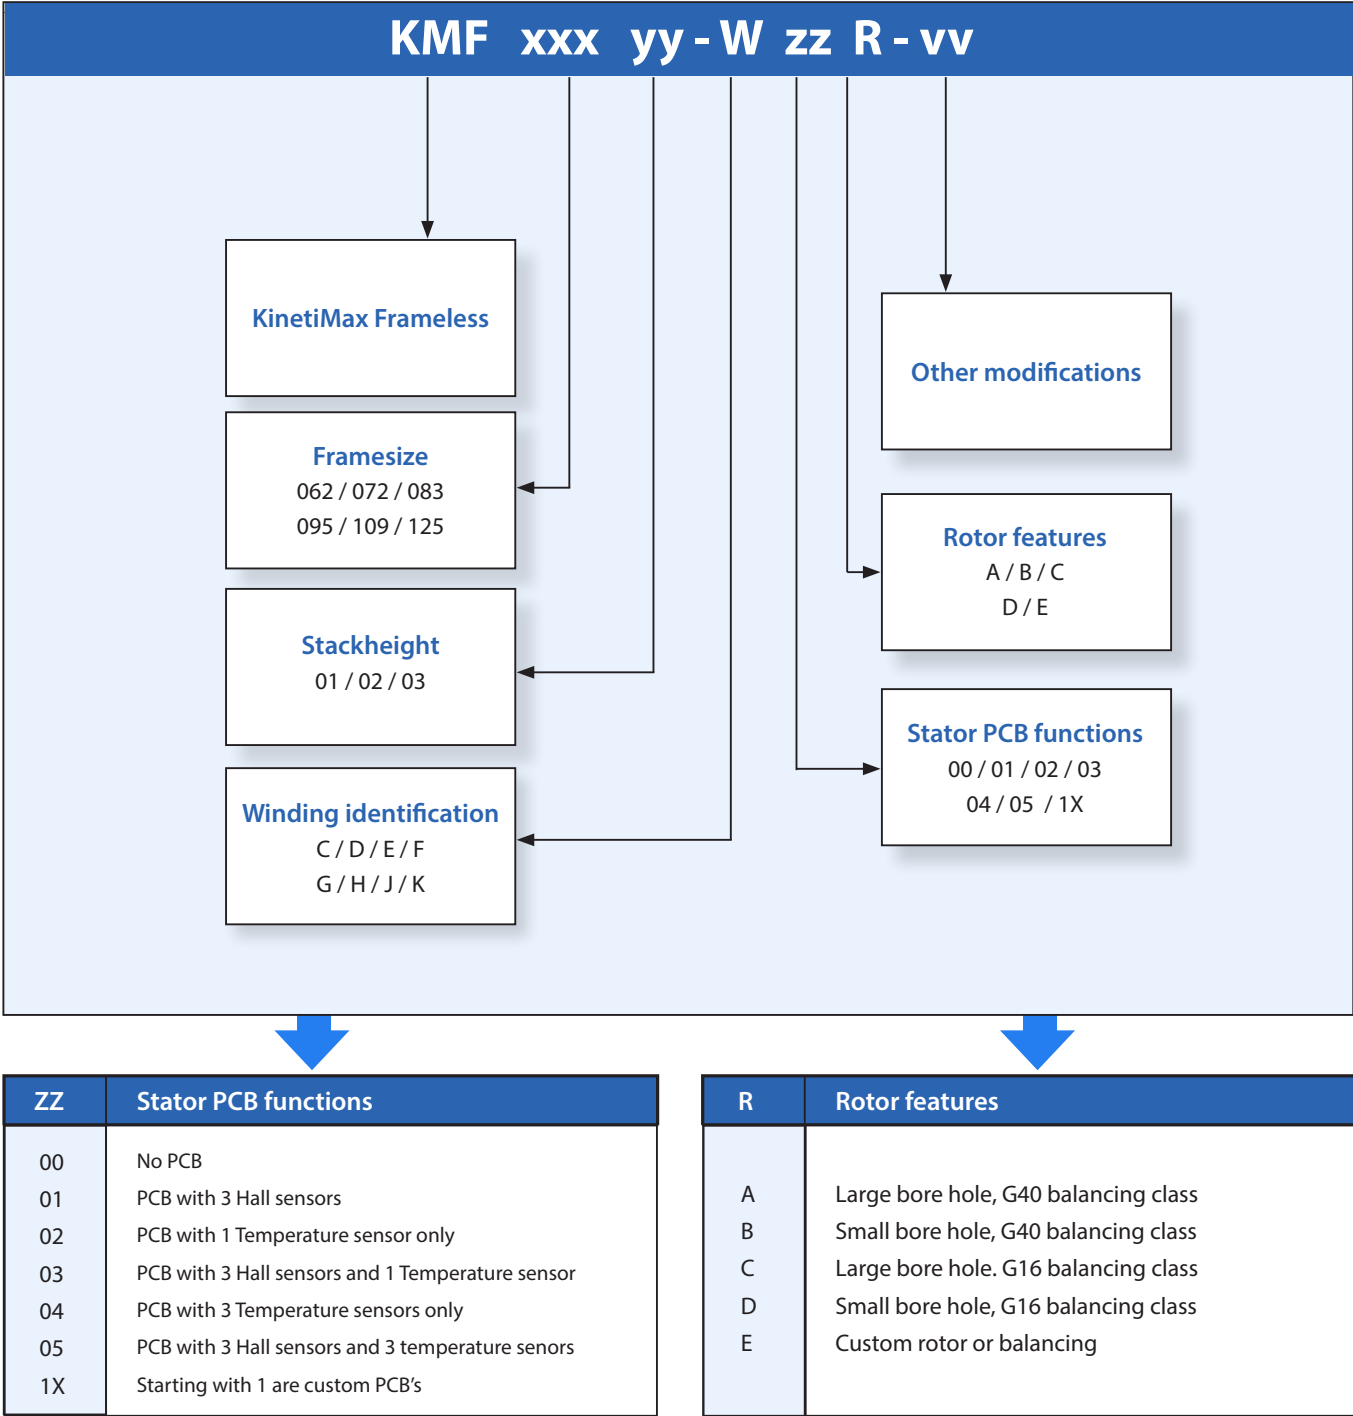 KMF xxx yy - W zz R - vv
KinetiMax Frameless
Framesize
062 / 072 / 083
095 / 109 / 125
Stackheight
01 / 02 / 03
Winding identification
C / D / E / F
G / H / J / K
Other modifications
Rotor features
A / B / C
D / E
Stator PCB functions
00 / 01 / 02 / 03
04 / 05 / 1X
ZZ Stator PCB functions
00 No PCB
01 PCB with 3 Hall sensors
02 PCB with 1 Temperature sensor only
03 PCB with 3 Hall sensors and 1 Temperature sensor
04 PCB with 3 Temperature sensors only
05 PCB with 3 Hall sensors and 3 temperature senors
1X Starting with 1 are custom PCB's
R Rotor features
A Large bore hole, G40 balancing class
B Small bore hole, G40 balancing class
C Large bore hole. G16 balancing class
D Small bore hole, G16 balancing class
E Custom rotor or balancing